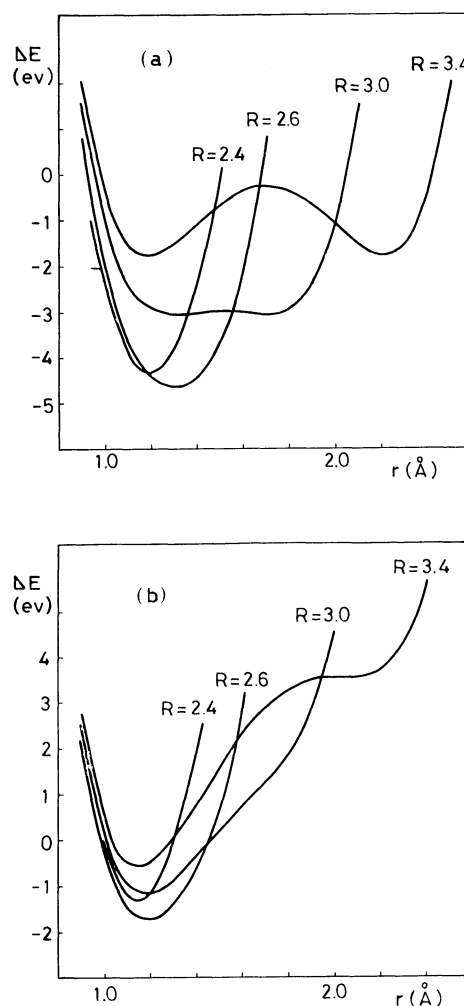 ΔE
(ev)
(a)
R=3.4
R=3.0
R=2.6
R=2.4
0
-1
-2
-3
-4
-5
1.0
2.0
r (Å)
ΔE
(ev)
(b)
R=3.4
R=3.0
R=2.6
R=2.4
4
3
2
1
0
-1
-2
1.0
2.0
r (Å)